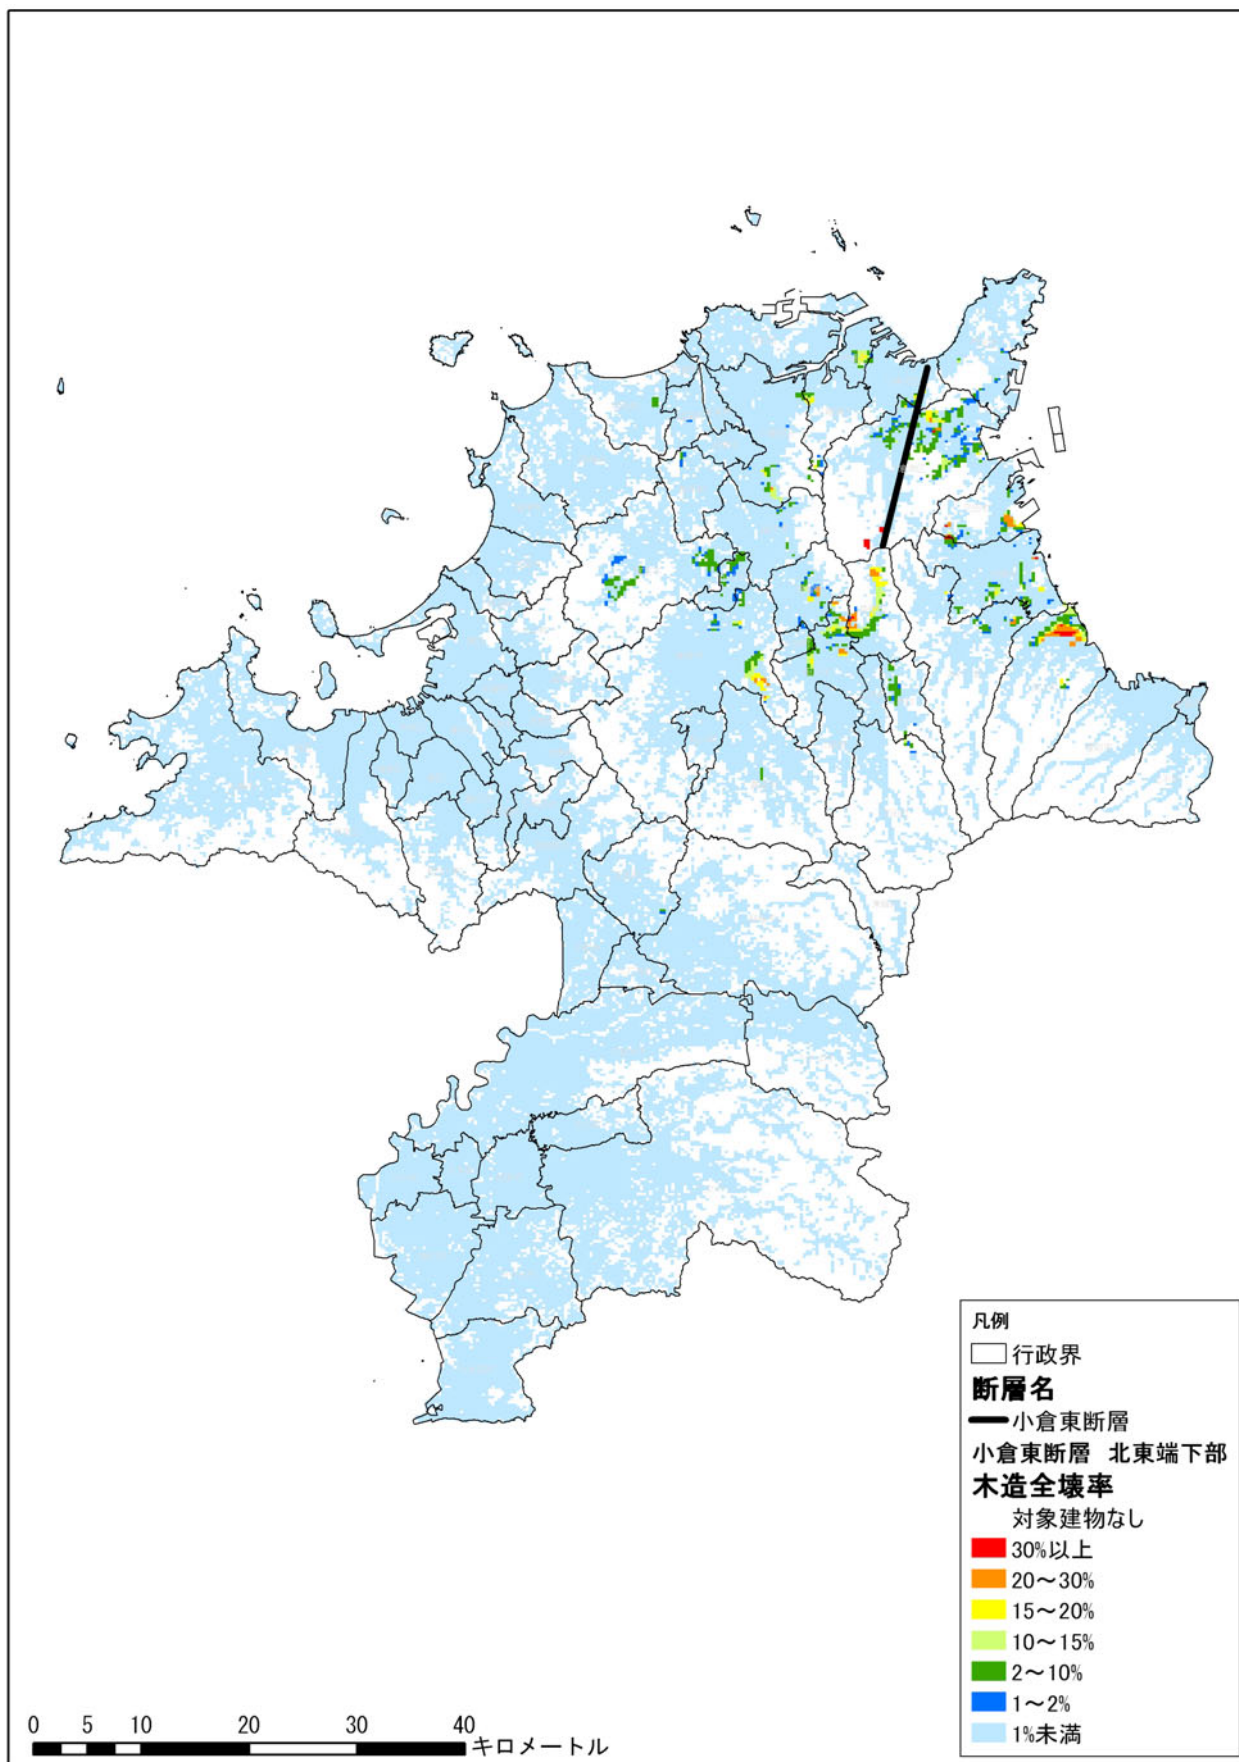 凡例
行政界
断層名
小倉東断層
小倉東断層 北東端下部
木造全壊率
対象建物なし
30%以上
20～30%
15～20%
10～15%
2～10%
1～2%
1%未満
0 5 10 20 30 40
キロメートル